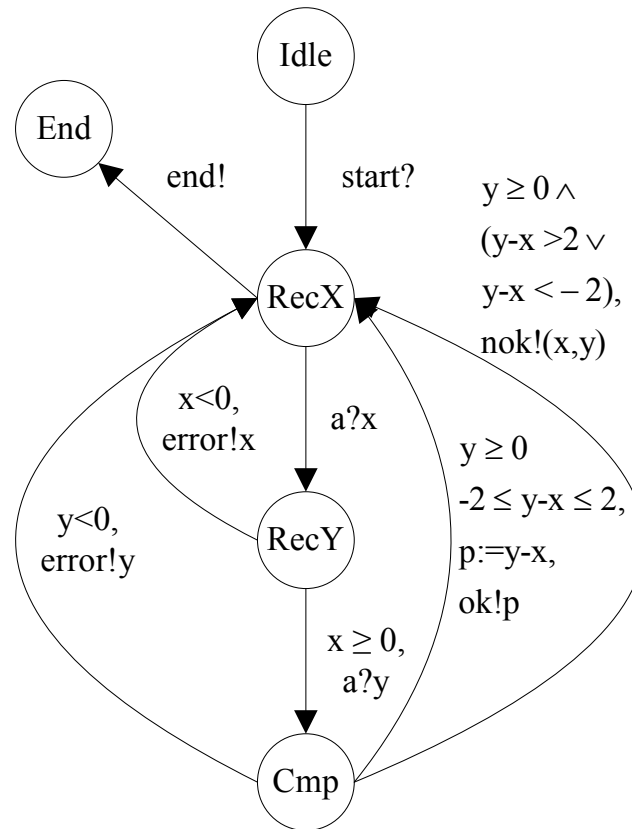 Idle
End
end!
start?
y ≥ 0 ∧
(y-x >2 ∨
y-x < – 2),
nok!(x,y)
RecX
x<0,
error!x
a?x
y ≥ 0
-2 ≤ y-x ≤ 2,
p:=y-x,
ok!p
y<0,
error!y
RecY
x ≥ 0,
a?y
Cmp